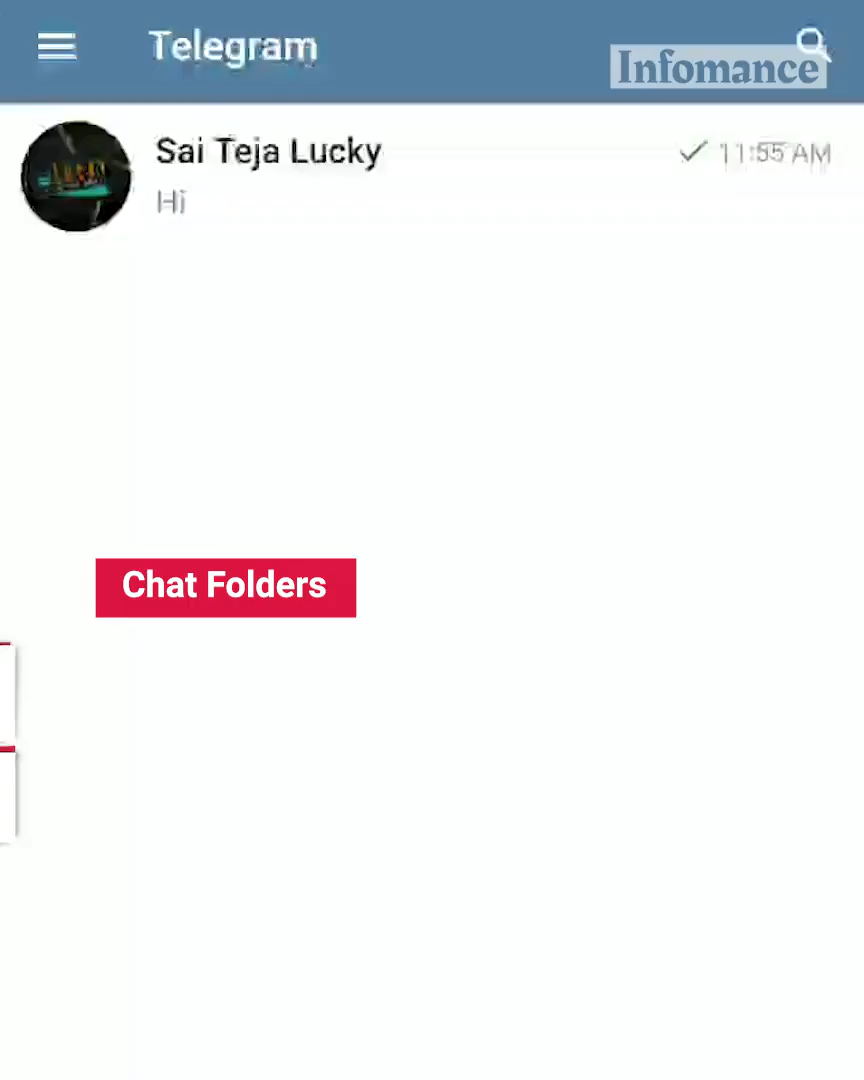 Telegram
Infomance
Sai Teja Lucky
11:55 AM
Hi
Chat Folders